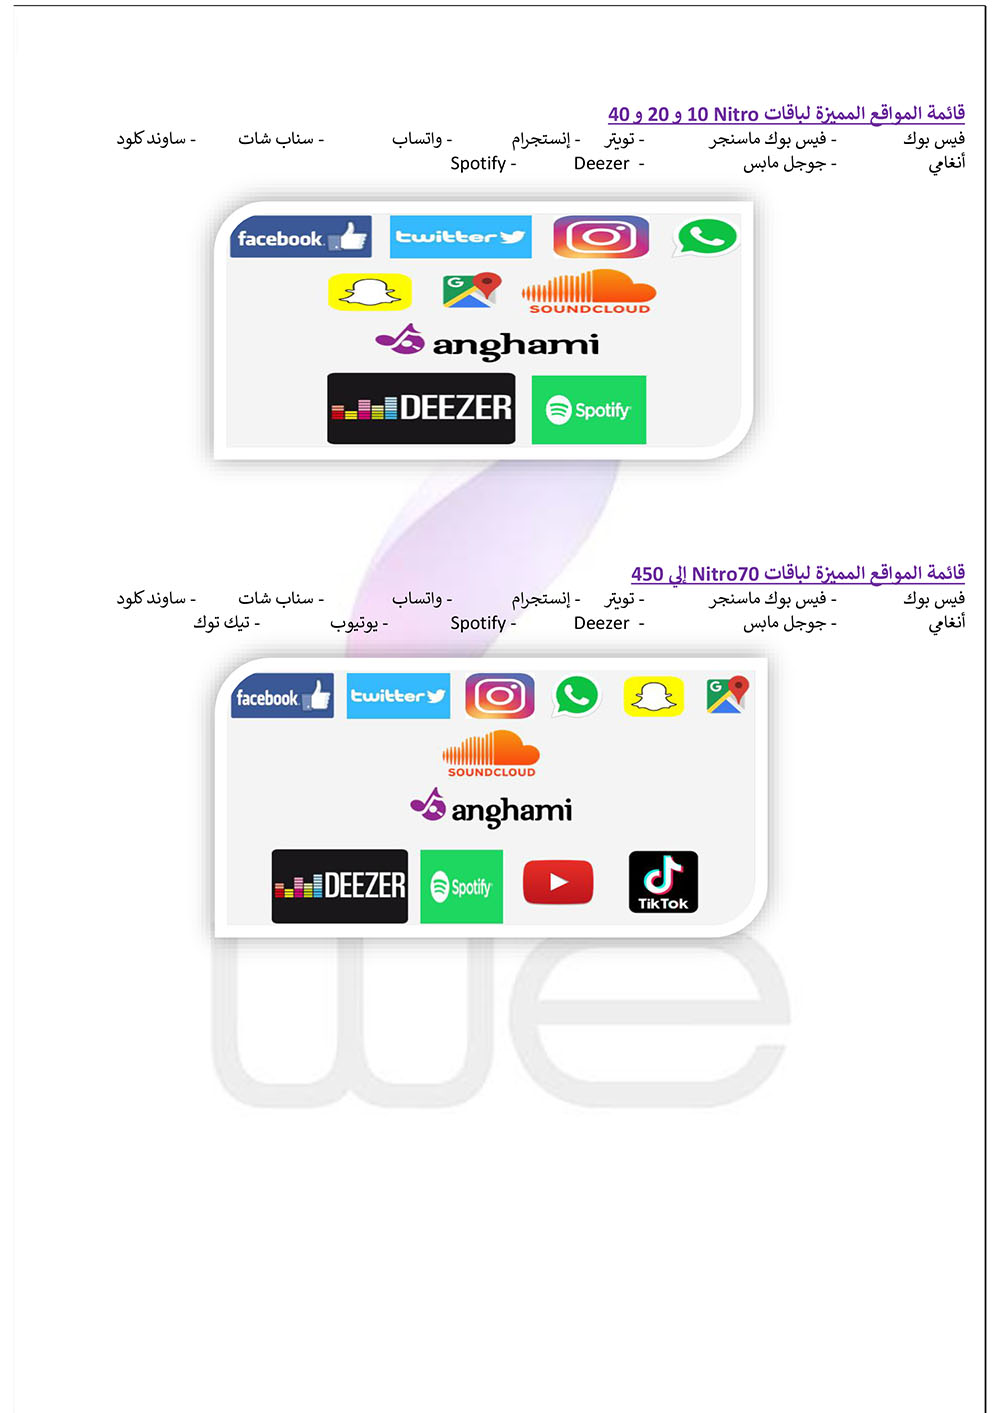 قائمة المواقع المميزة لباقات Nitro 10 و 20 و 40
فيس بوك - فيس بوك ماسنجر - تويتر - إنستجرام - واتساب - سناب شات - ساوند كلود
أنغامي - جوجل مابس - Deezer - Spotify
facebook. twitter
G SOUNDCLOUD
anghami
DEEZER Spotify
قائمة المواقع المميزة لباقات Nitro70 إلي 450
فيس بوك - فيس بوك ماسنجر - تويتر - إنستجرام - واتساب - سناب شات - ساوند كلود
أنغامي - جوجل مابس - Deezer - Spotify - يوتيوب - تيك توك
facebook. twitter G
SOUNDCLOUD
anghami
DEEZER Spotify TikTok
we